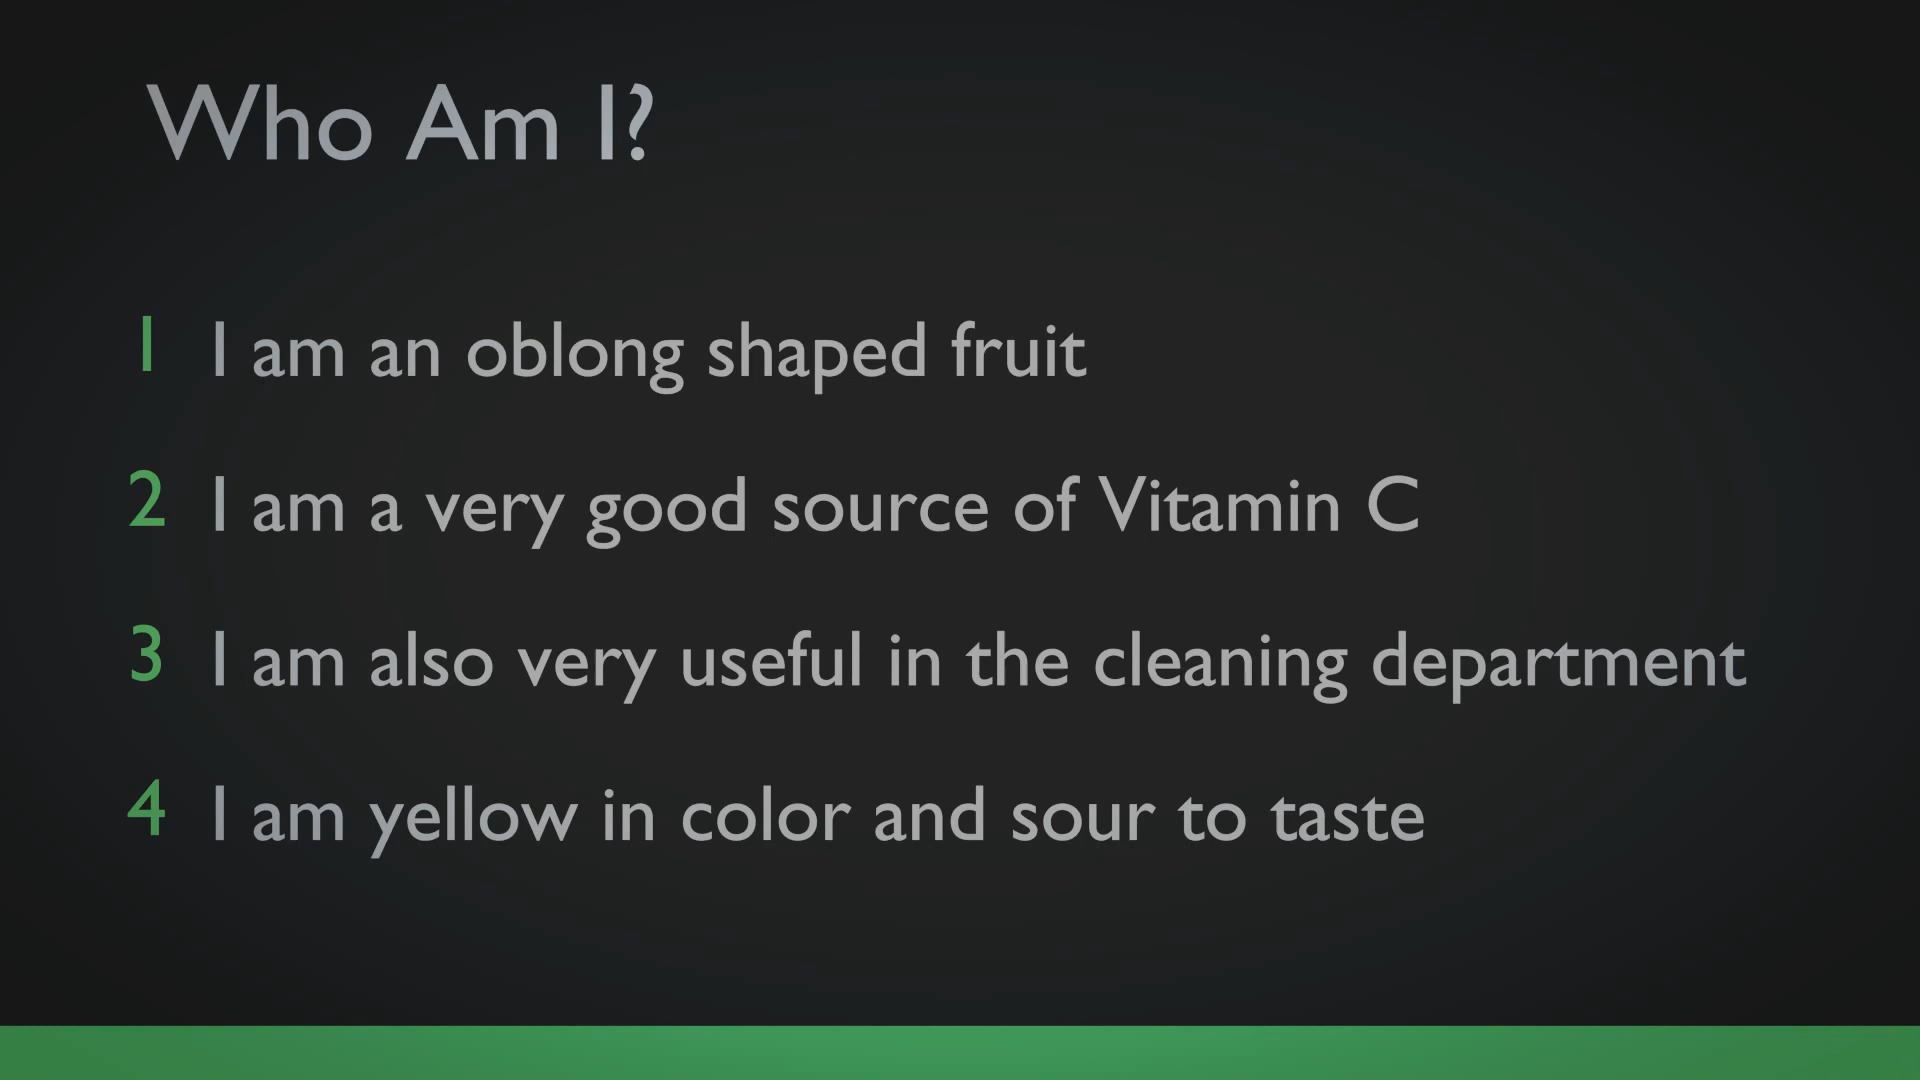 Who Am I?
1 I am an oblong shaped fruit
2 I am a very good source of Vitamin C
3 I am also very useful in the cleaning department
4 I am yellow in color and sour to taste